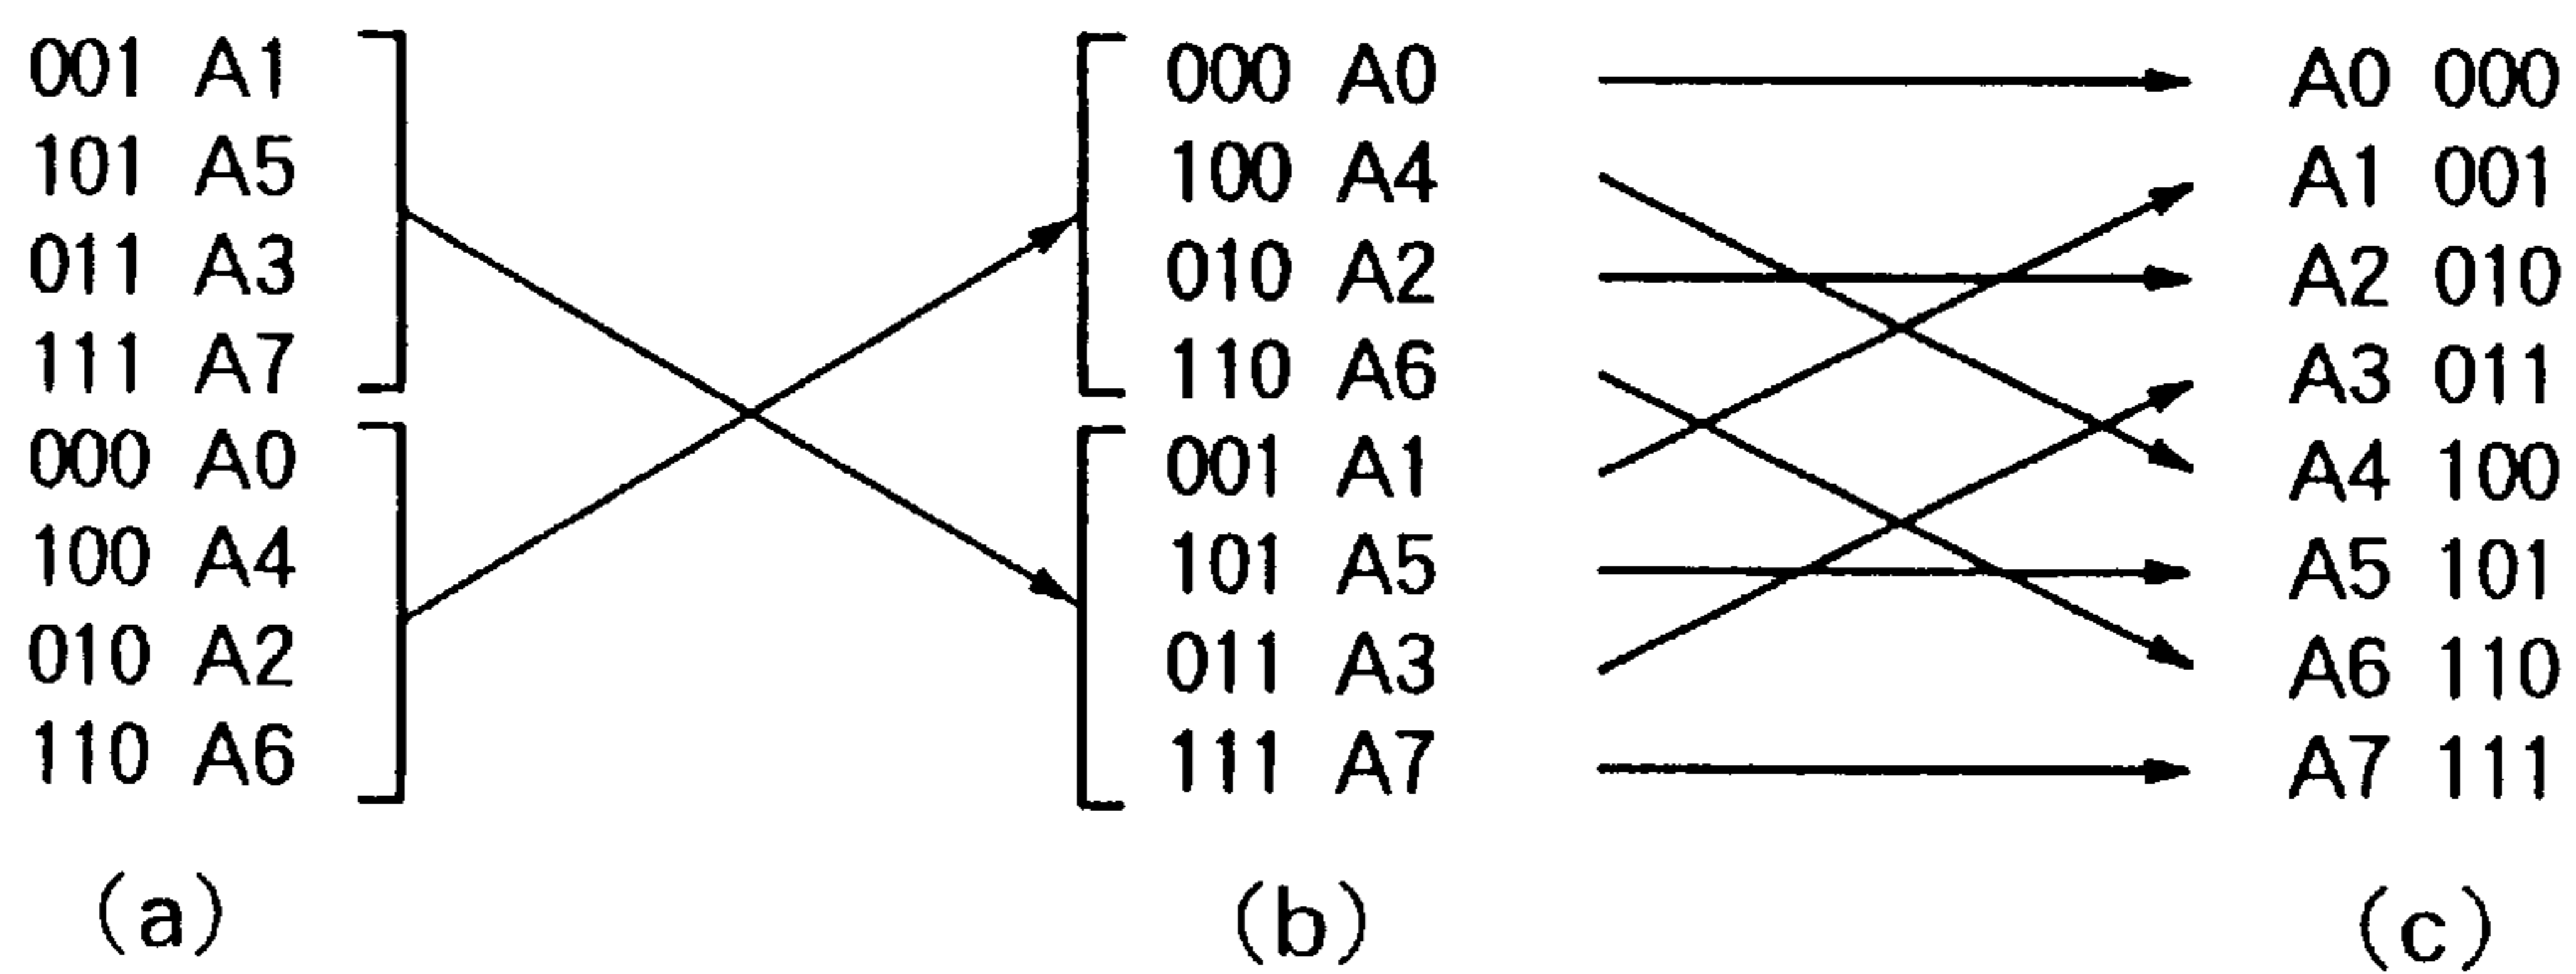 001 A1 000 A0 A0 000
101 A5 100 A4 A1 001
011 A3 010 A2 A2 010
111 A7 110 A6 A3 011
000 A0 001 A1 A4 100
100 A4 101 A5 A5 101
010 A2 011 A3 A6 110
110 A6 111 A7 A7 111
(a) (b) (c)